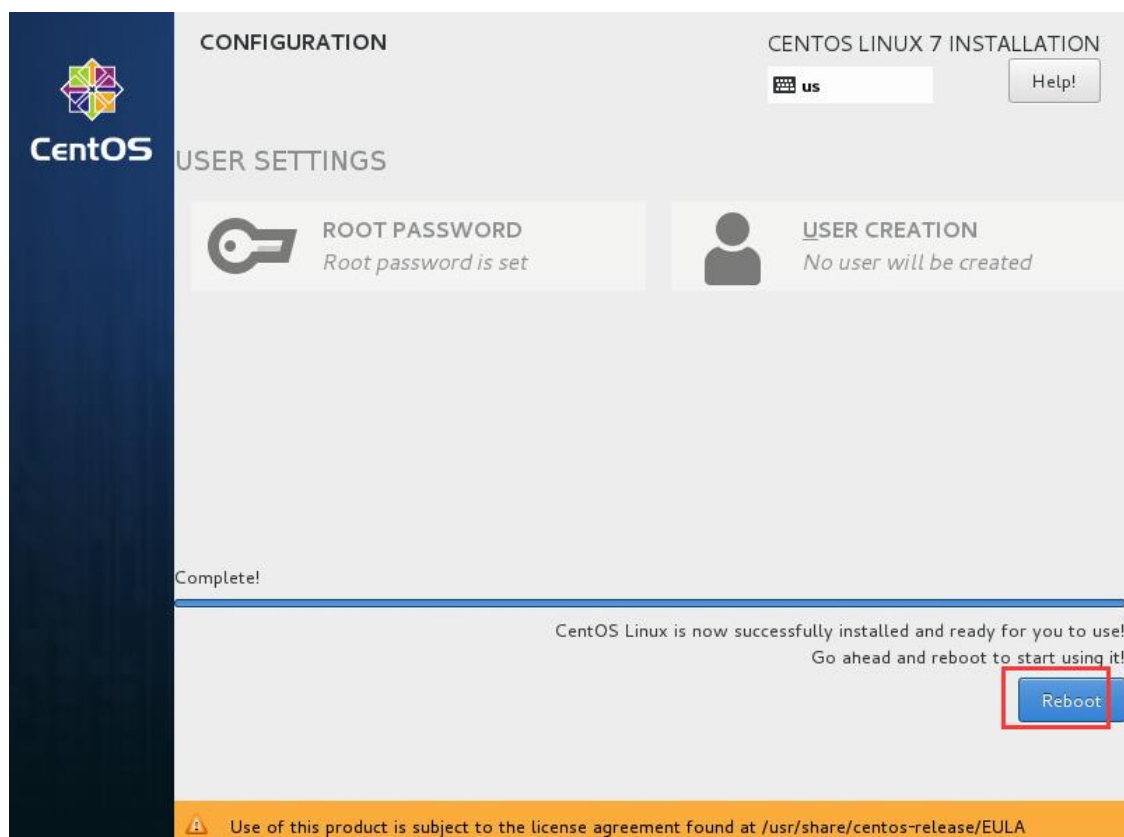 CONFIGURATION
CENTOS LINUX 7 INSTALLATION
us
Help!
CentOS
USER SETTINGS
ROOT PASSWORD
Root password is set
USER CREATION
No user will be created
Complete!
CentOS Linux is now successfully installed and ready for you to use!
Go ahead and reboot to start using it!
Reboot
Use of this product is subject to the license agreement found at /usr/share/centos-release/EULA